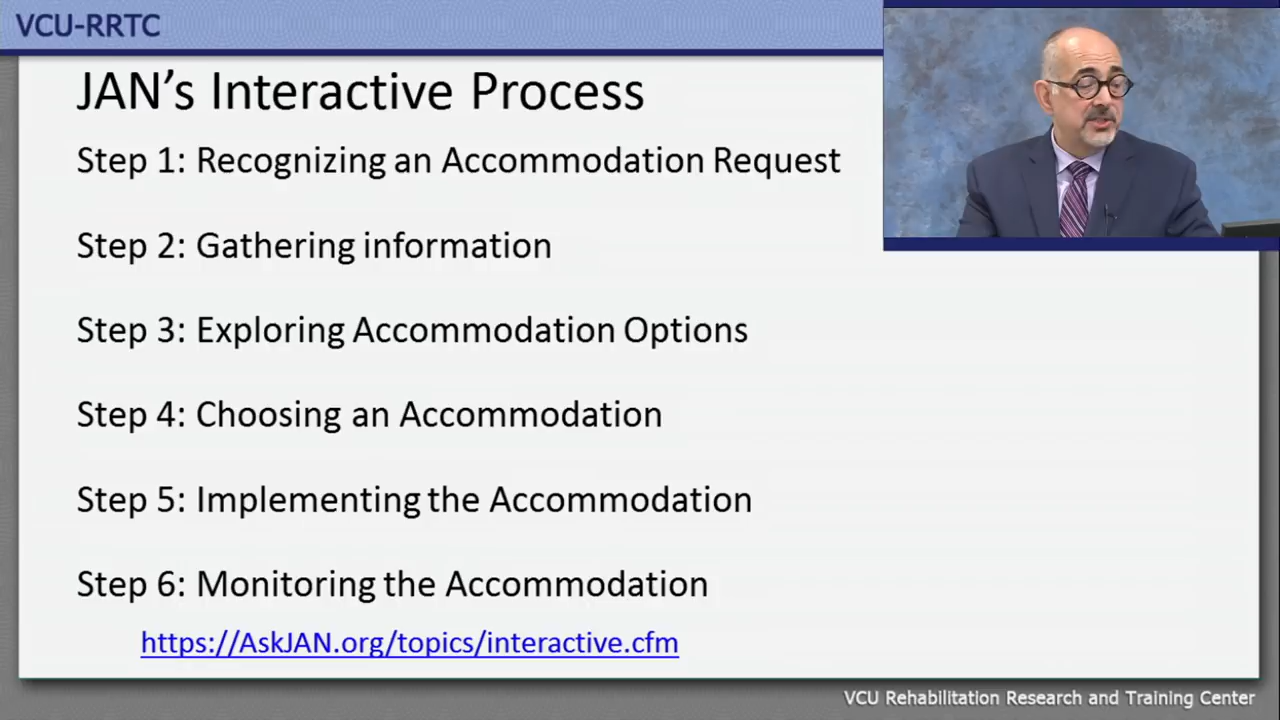 VCU-RRTC
JAN's Interactive Process
Step 1: Recognizing an Accommodation Request
Step 2: Gathering information
Step 3: Exploring Accommodation Options
Step 4: Choosing an Accommodation
Step 5: Implementing the Accommodation
Step 6: Monitoring the Accommodation
https://AskJAN.org/topics/interactive.cfm
VCU Rehabilitation Research and Training Center